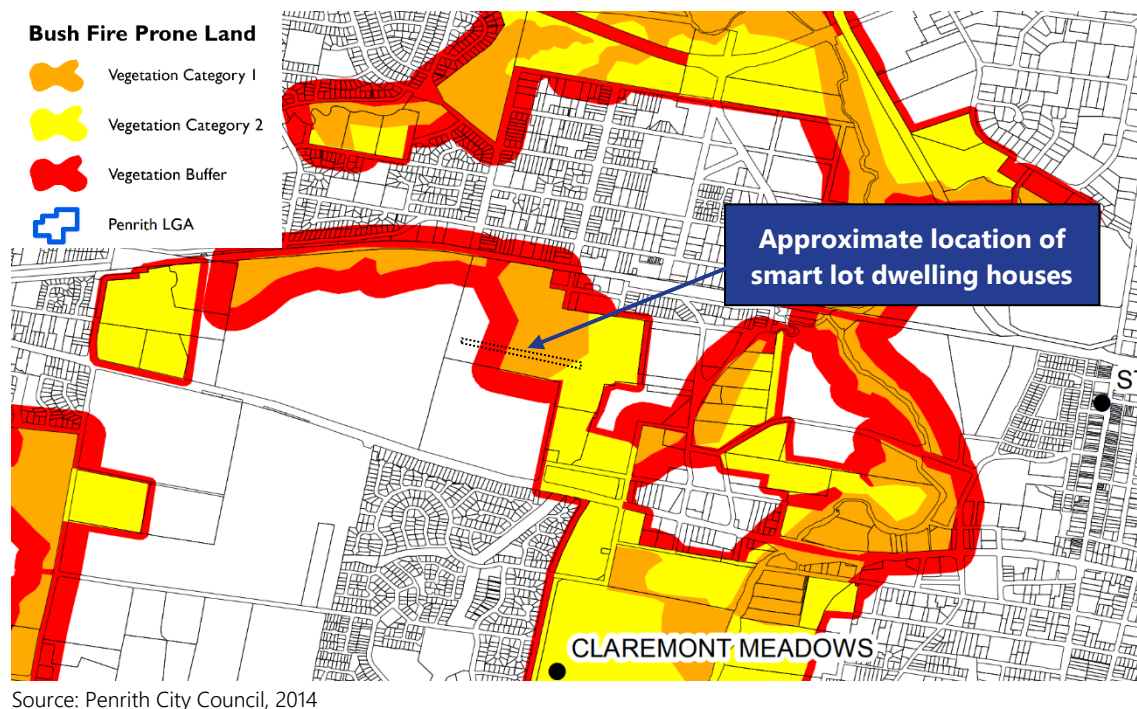 Bush Fire Prone Land
Vegetation Category 1
Vegetation Category 2
Vegetation Buffer
Penrith LGA
Approximate location of
smart lot dwelling houses
ST
CLAREMONT MEADOWS
Source: Penrith City Council, 2014